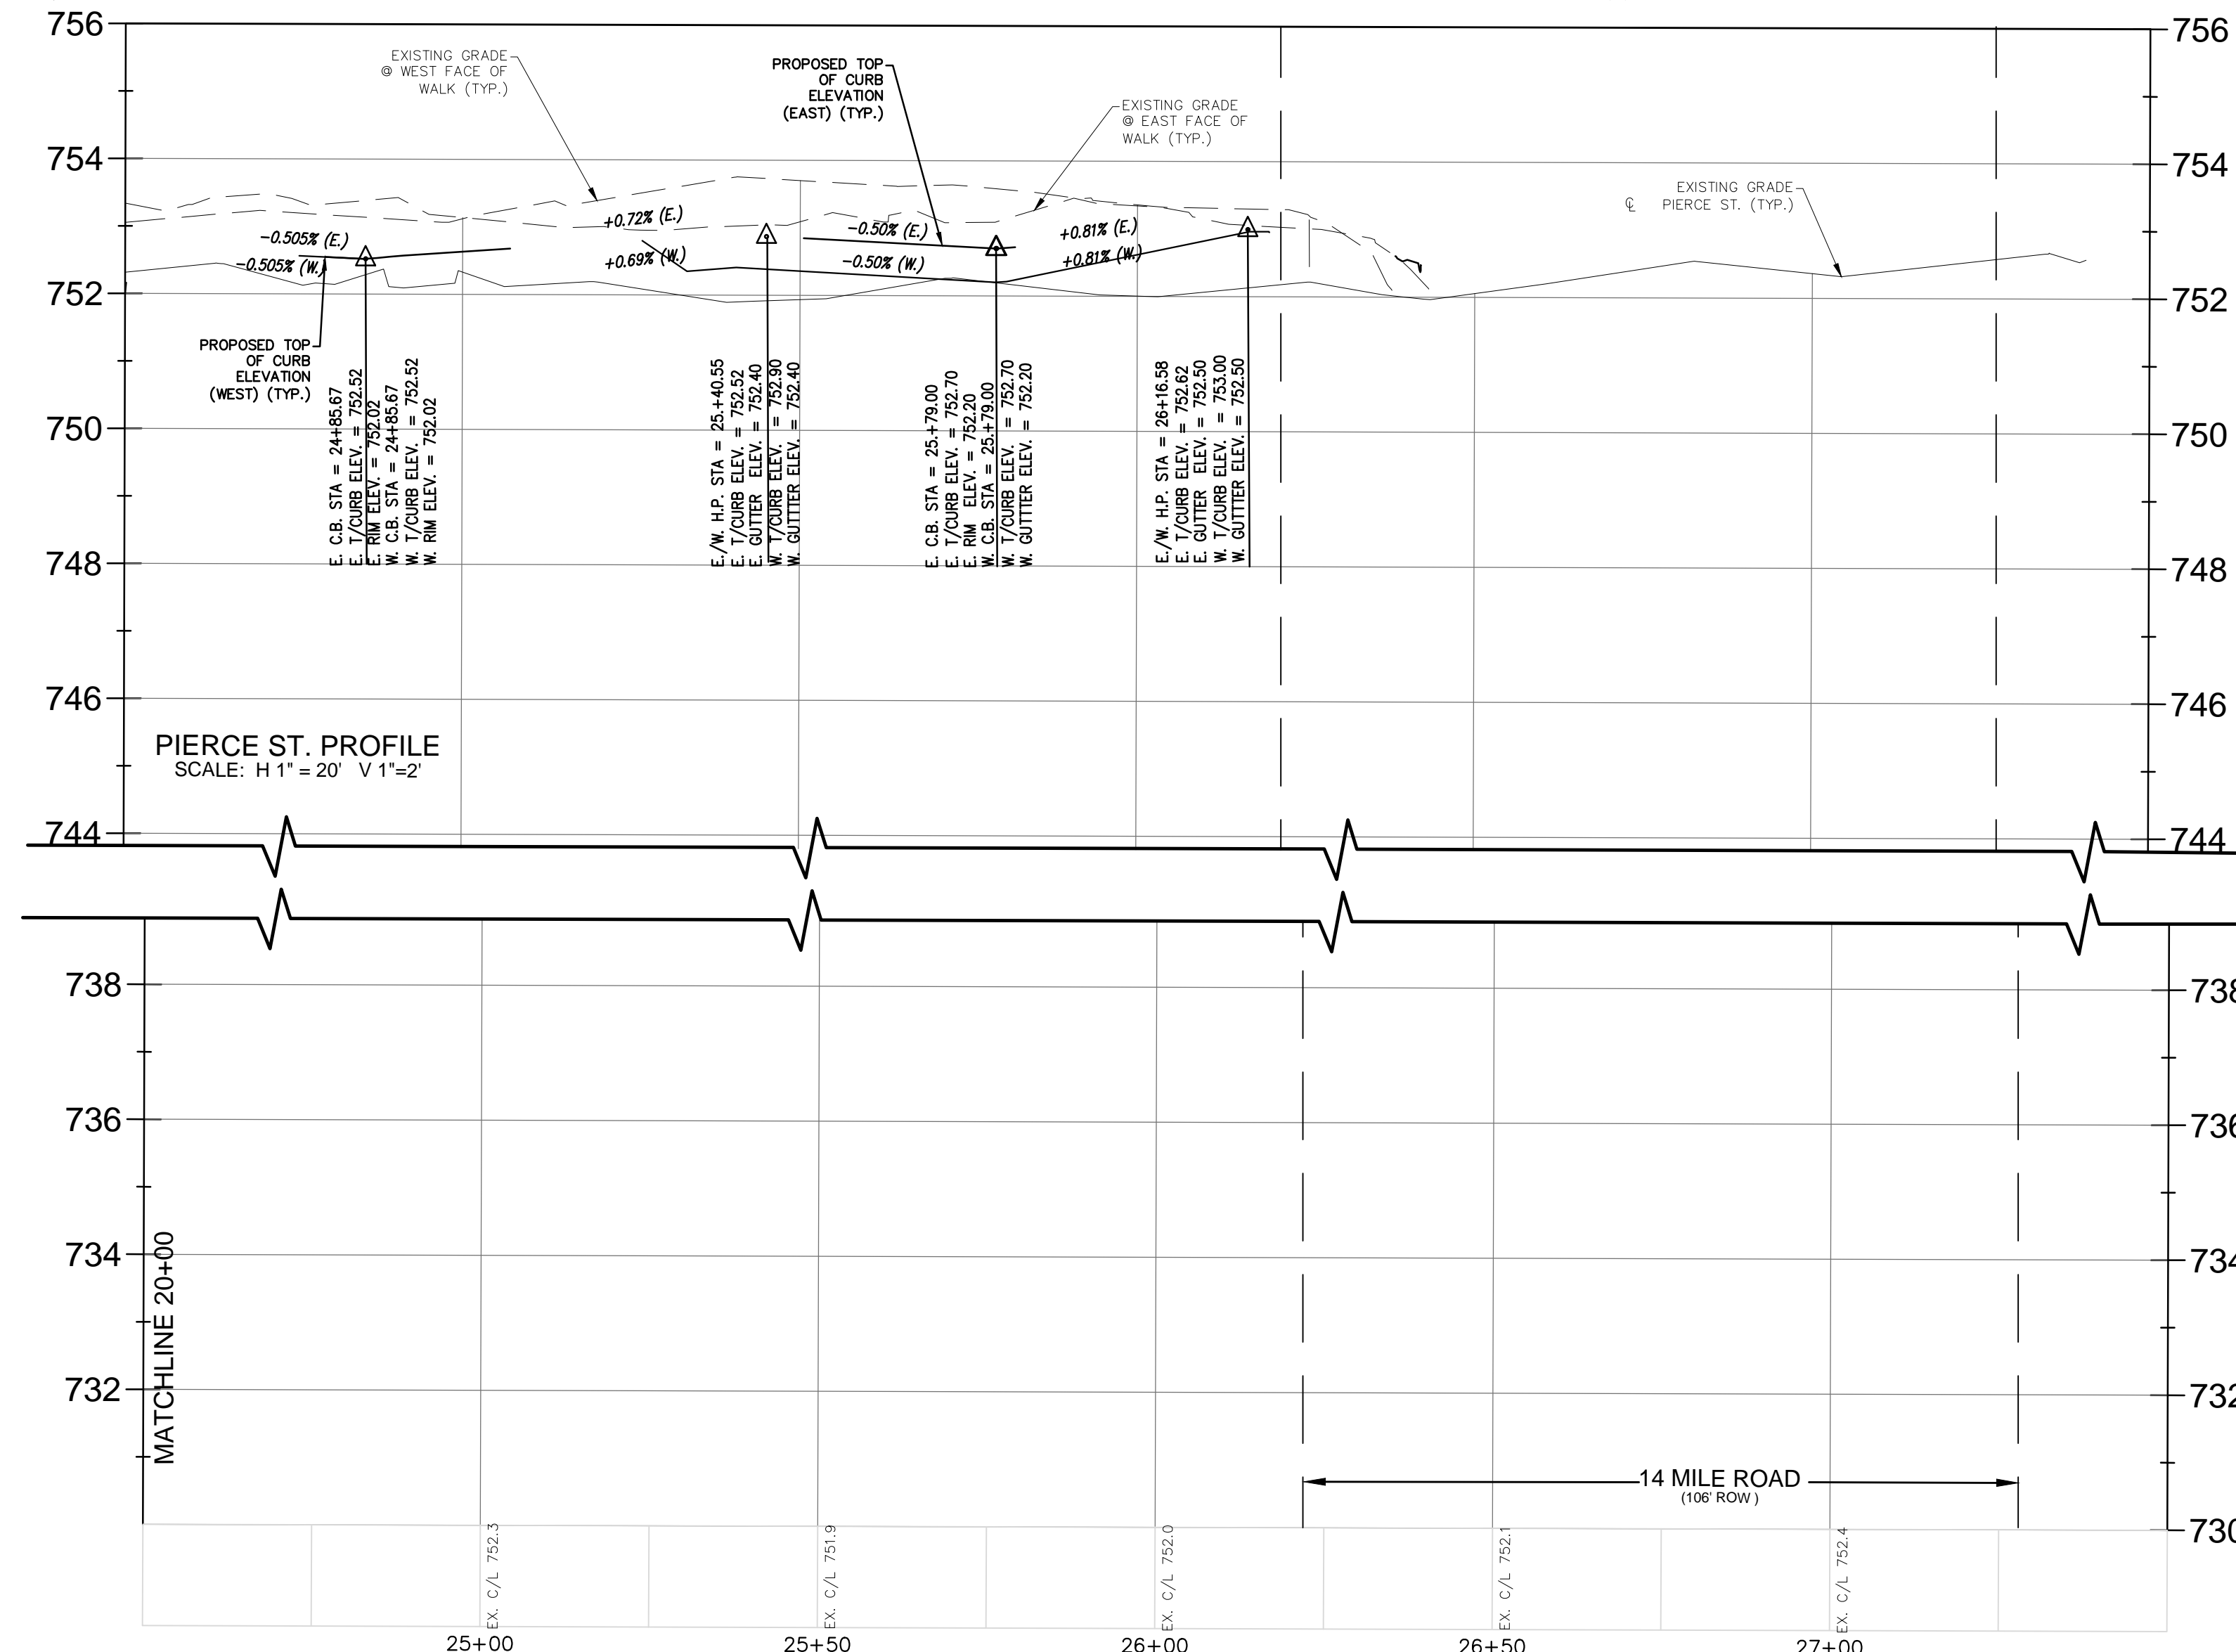 756
756
EXISTING GRADE
@ WEST FACE OF
WALK (TYP.)
PROPOSED TOP
OF CURB
ELEVATION
(EAST) (TYP.)
EXISTING GRADE
@ EAST FACE OF
WALK (TYP.)
754
754
EXISTING GRADE
℄ PIERCE ST. (TYP.)
-0.505% (E.)
-0.505% (W.)
+0.72% (E.)
+0.69% (W.)
-0.50% (E.)
-0.50% (W.)
+0.81% (E.)
+0.81% (W.)
752
752
PROPOSED TOP
OF CURB
ELEVATION
(WEST) (TYP.)
E. C.B. STA = 24+85.67
E. T/CURB ELEV. = 752.52
E. RIM ELEV. = 752.02
W. C.B. STA = 24+85.67
W. T/CURB ELEV. = 752.52
W. RIM ELEV. = 752.02
E./W. H.P. STA = 25.+40.55
E. T/CURB ELEV. = 752.52
E. GUTTER ELEV. = 752.40
W. T/CURB ELEV. = 752.90
W. GUTTTER ELEV. = 752.40
E. C.B. STA = 25.+79.00
E. T/CURB ELEV. = 752.70
E. RIM ELEV. = 752.20
W. C.B. STA = 25.+79.00
W. T/CURB ELEV. = 752.70
W. GUTTTER ELEV. = 752.20
E./W. H.P. STA = 26+16.58
E. T/CURB ELEV. = 752.62
E. GUTTER ELEV. = 752.50
W. T/CURB ELEV. = 753.00
W. GUTTTER ELEV. = 752.50
750
750
748
748
746
746
PIERCE ST. PROFILE
SCALE: H 1" = 20' V 1"=2'
744
744
738
738
736
736
734
734
MATCHLINE 20+00
732
732
14 MILE ROAD
(106' ROW )
730
EX. C/L 752.3
EX. C/L 751.9
EX. C/L 752.0
EX. C/L 752.1
EX. C/L 752.4
25+00
25+50
26+00
26+50
27+00